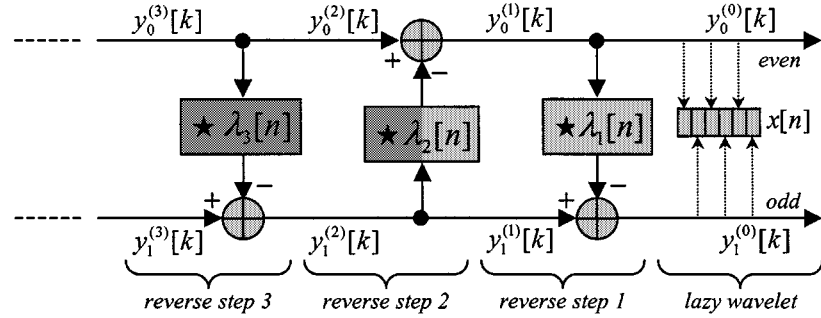 y₀⁽³⁾[k] y₀⁽²⁾[k] y₀⁽¹⁾[k] y₀⁽⁰⁾[k]
+ − even
★ λ₃[n] ★ λ₂[n] ★ λ₁[n] x[n]
+ − + − odd
y₁⁽³⁾[k] y₁⁽²⁾[k] y₁⁽¹⁾[k] y₁⁽⁰⁾[k]
reverse step 3 reverse step 2 reverse step 1 lazy wavelet